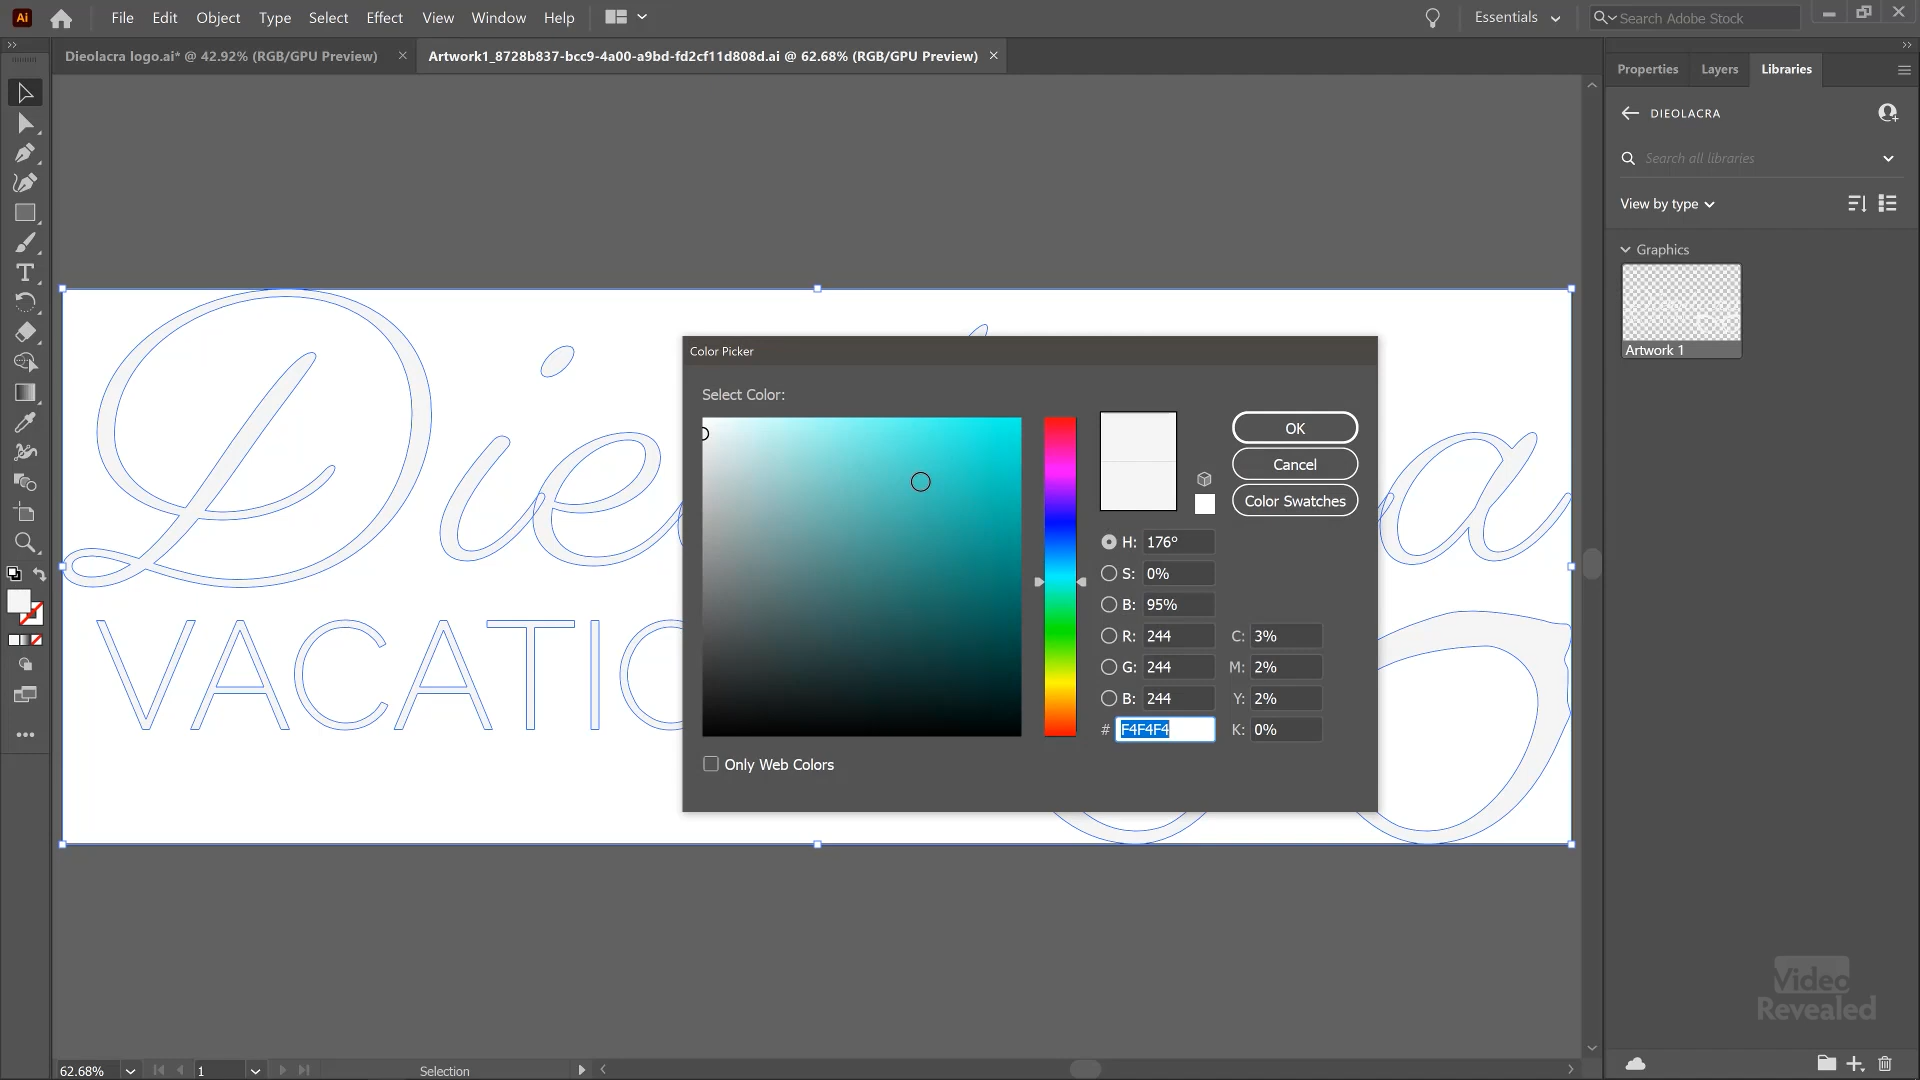 Ai File Edit Object Type Select Effect View Window Help Essentials Search Adobe Stock
Dieolacra logo.ai* @ 42.92% (RGB/GPU Preview) Artwork1_8728b837-bcc9-4a00-a9bd-fd2cf11d808d.ai @ 62.68% (RGB/GPU Preview)
Properties Layers Libraries
DIEOLACRA
Search all libraries
View by type
Graphics
Artwork 1
Die
a
VACATIO
Color Picker
Select Color:
OK
Cancel
Color Swatches
H: 176°
S: 0%
B: 95%
R: 244 C: 3%
G: 244 M: 2%
B: 244 Y: 2%
# F4F4F4 K: 0%
Only Web Colors
Video
Revealed
62.68% 1 Selection